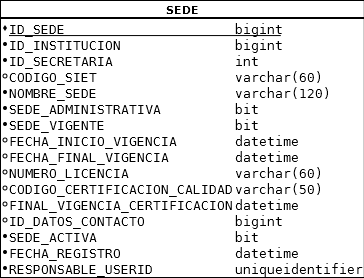 SEDE
ID_SEDE bigint
ID_INSTITUCION bigint
ID_SECRETARIA int
CODIGO_SIET varchar(60)
NOMBRE_SEDE varchar(120)
SEDE_ADMINISTRATIVA bit
SEDE_VIGENTE bit
FECHA_INICIO_VIGENCIA datetime
FECHA_FINAL_VIGENCIA datetime
NUMERO_LICENCIA varchar(60)
CODIGO_CERTIFICACION_CALIDAD varchar(50)
FINAL_VIGENCIA_CERTIFICACION datetime
ID_DATOS_CONTACTO bigint
SEDE_ACTIVA bit
FECHA_REGISTRO datetime
RESPONSABLE_USERID uniqueidentifier